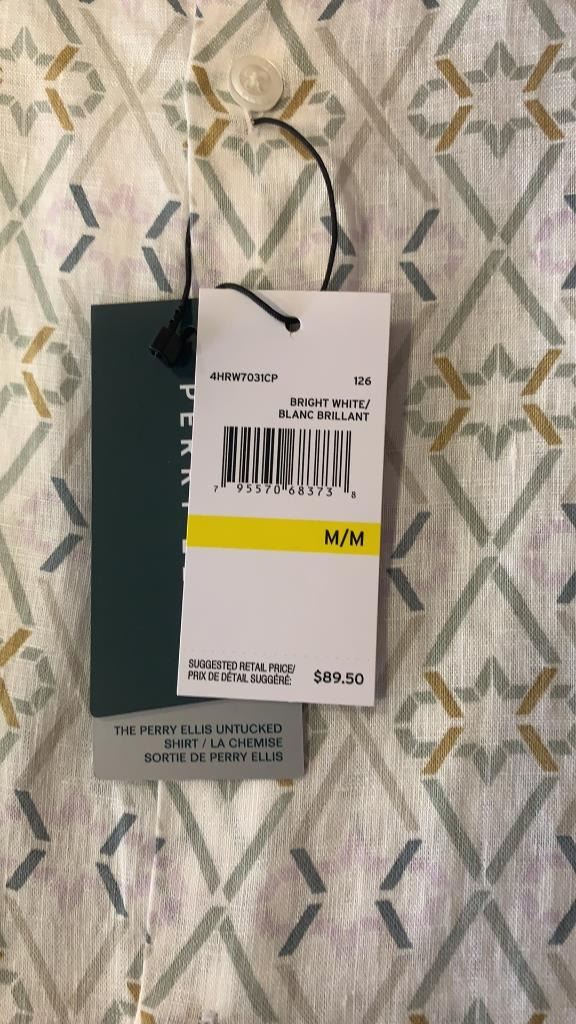 4HRW7031CP 126
BRIGHT WHITE/
BLANC BRILLANT
7 95570 68373 8
M/M
SUGGESTED RETAIL PRICE/
PRIX DE DÉTAIL SUGGÉRÉ: $89.50
THE PERRY ELLIS UNTUCKED
SHIRT / LA CHEMISE
SORTIE DE PERRY ELLIS